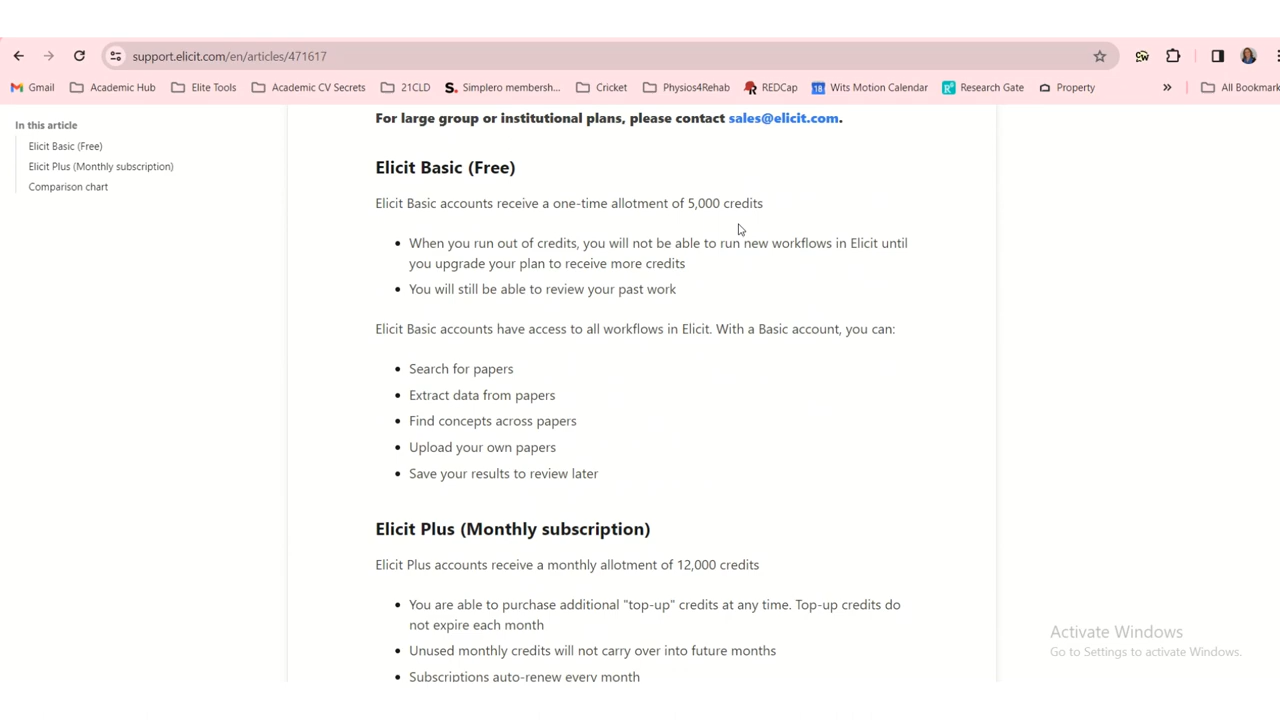 support.elicit.com/en/articles/471617
Gmail
Academic Hub
Elite Tools
Academic CV Secrets
21CLD
S. Simplero membersh...
Cricket
Physios4Rehab
REDCap
18 Wits Motion Calendar
Research Gate
Property
»
All Bookmark
In this article
Elicit Basic (Free)
Elicit Plus (Monthly subscription)
Comparison chart
For large group or institutional plans, please contact sales@elicit.com.
Elicit Basic (Free)
Elicit Basic accounts receive a one-time allotment of 5,000 credits
• When you run out of credits, you will not be able to run new workflows in Elicit until
you upgrade your plan to receive more credits
• You will still be able to review your past work
Elicit Basic accounts have access to all workflows in Elicit. With a Basic account, you can:
• Search for papers
• Extract data from papers
• Find concepts across papers
• Upload your own papers
• Save your results to review later
Elicit Plus (Monthly subscription)
Elicit Plus accounts receive a monthly allotment of 12,000 credits
• You are able to purchase additional "top-up" credits at any time. Top-up credits do
not expire each month
• Unused monthly credits will not carry over into future months
• Subscriptions auto-renew every month
Activate Windows
Go to Settings to activate Windows.